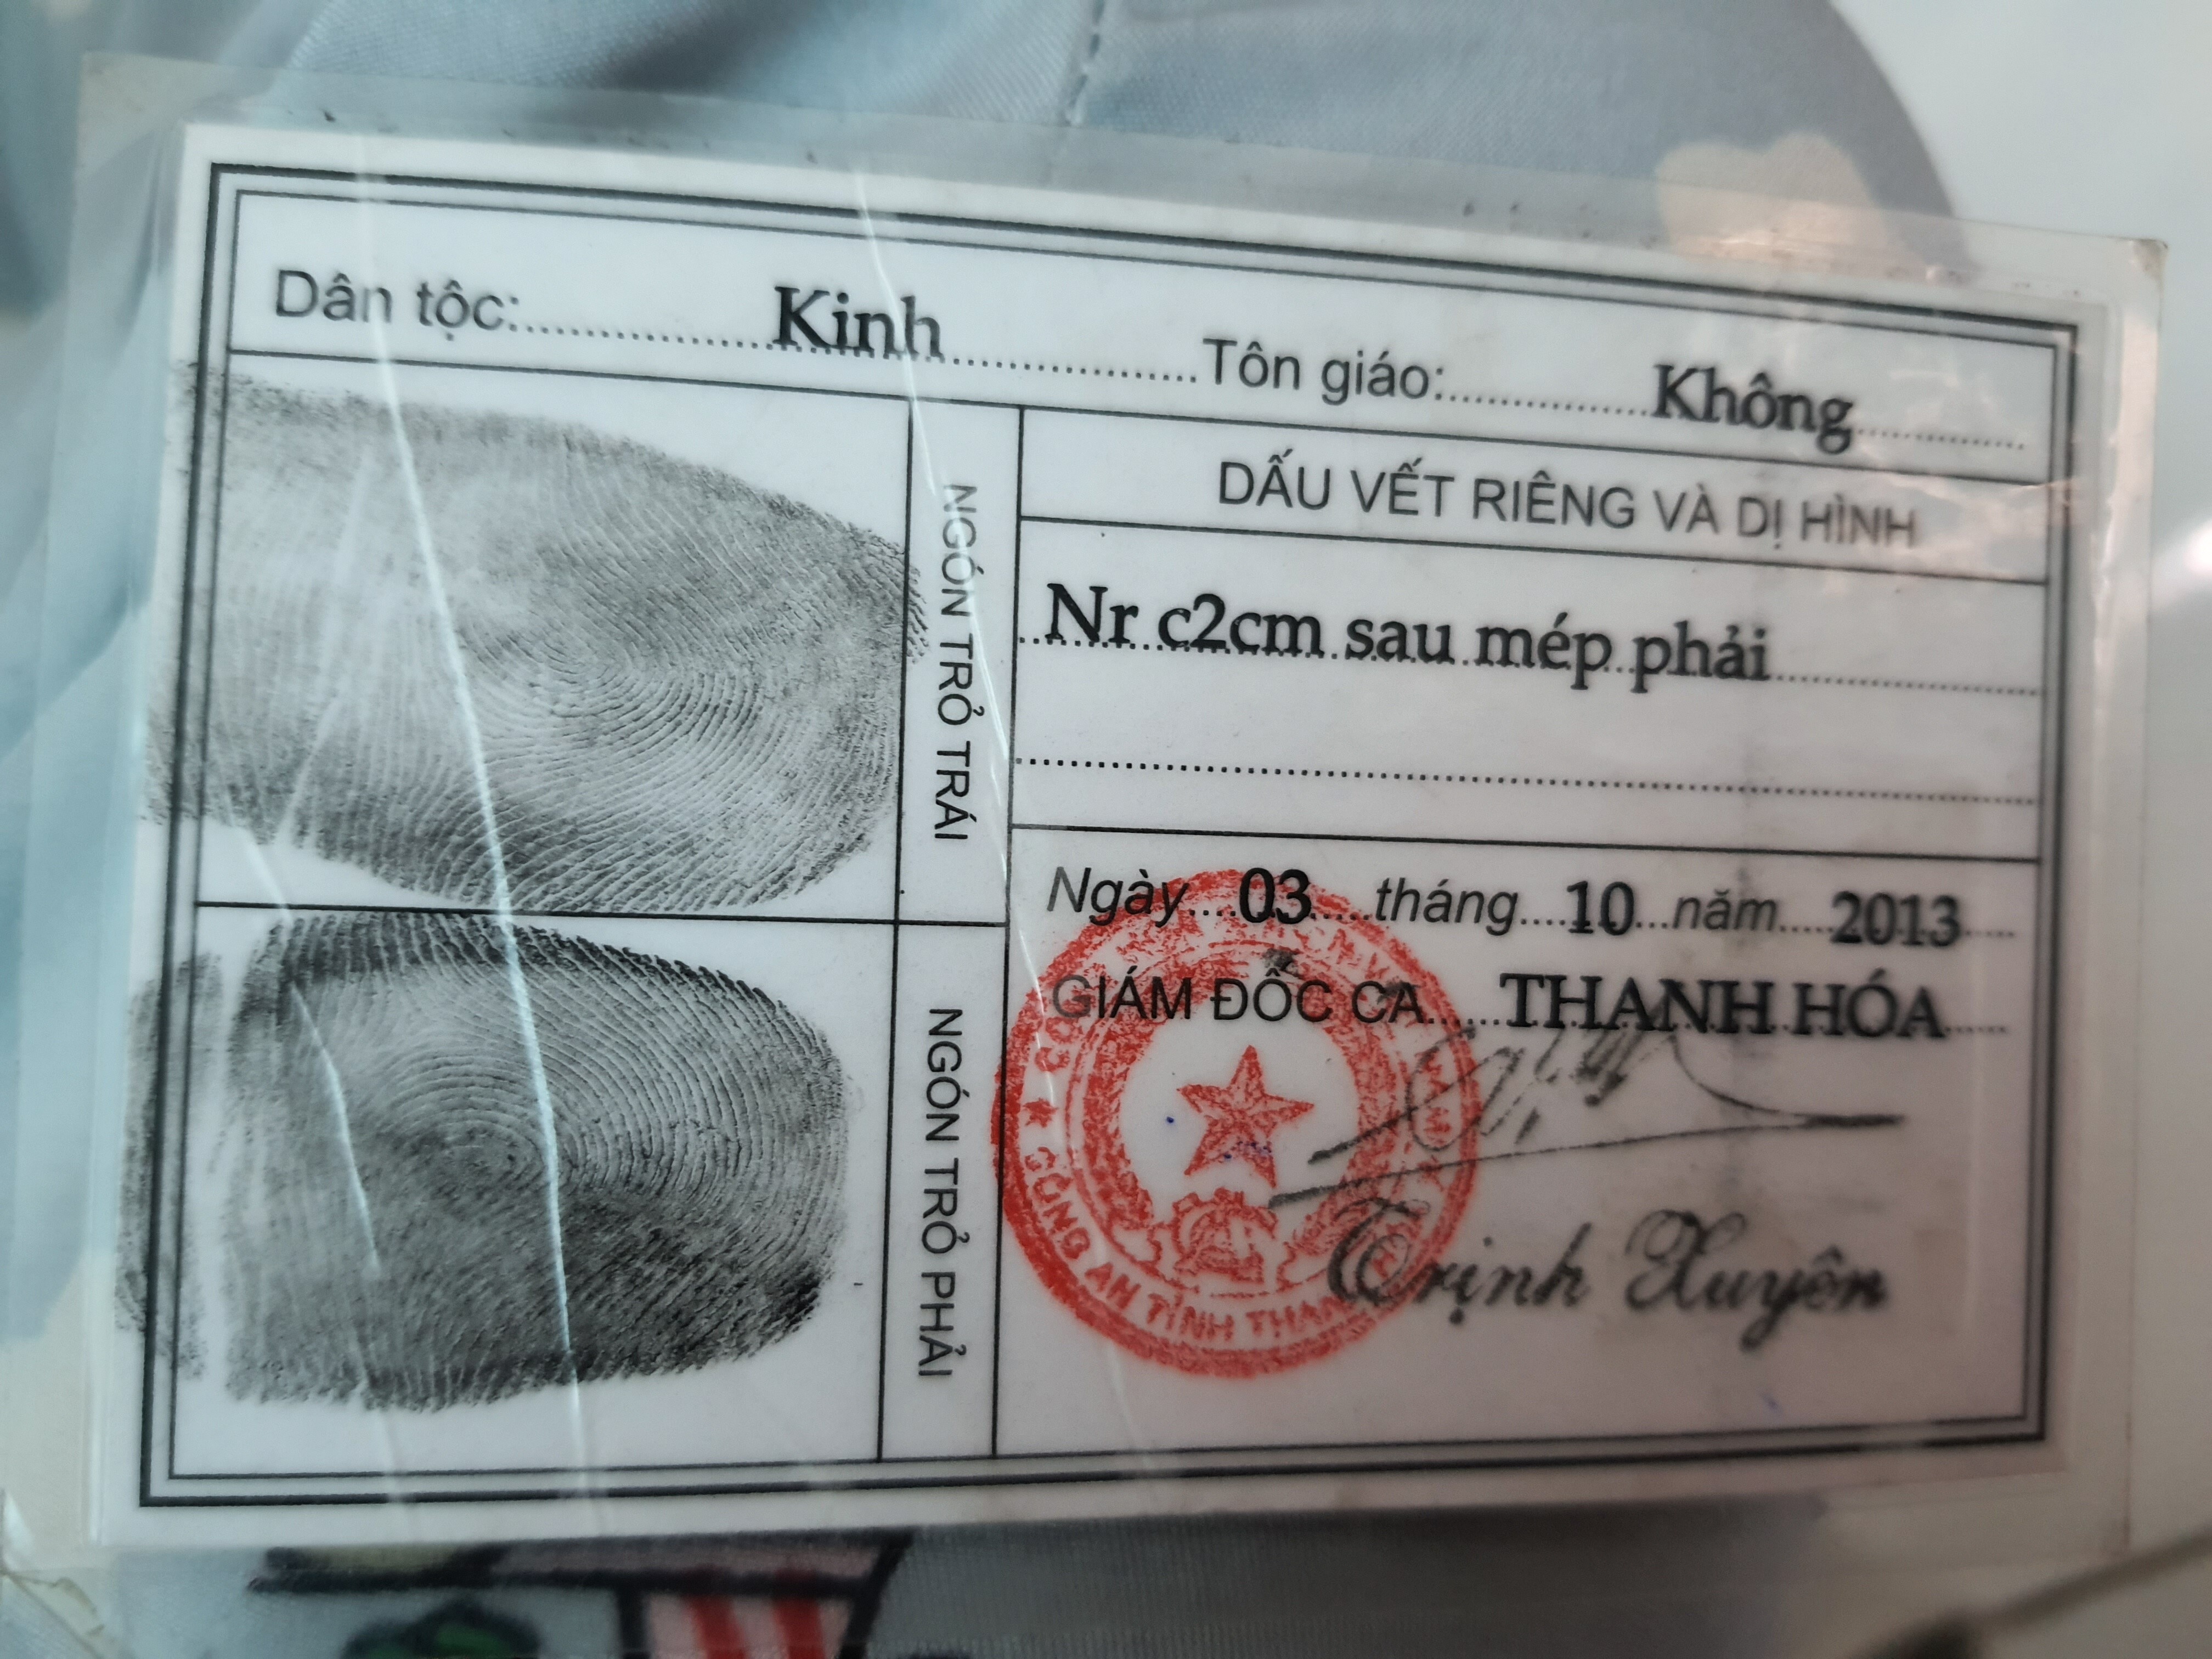 Dân tộc: Kinh Tôn giáo: Không
NGÓN TRỎ TRÁI
DẤU VẾT RIÊNG VÀ DỊ HÌNH
Nr c2cm sau mép phải
NGÓN TRỎ PHẢI
Ngày 03 tháng 10 năm 2013
GIÁM ĐỐC CA THANH HÓA
CÔNG AN TỈNH THANH
Trịnh Xuyên